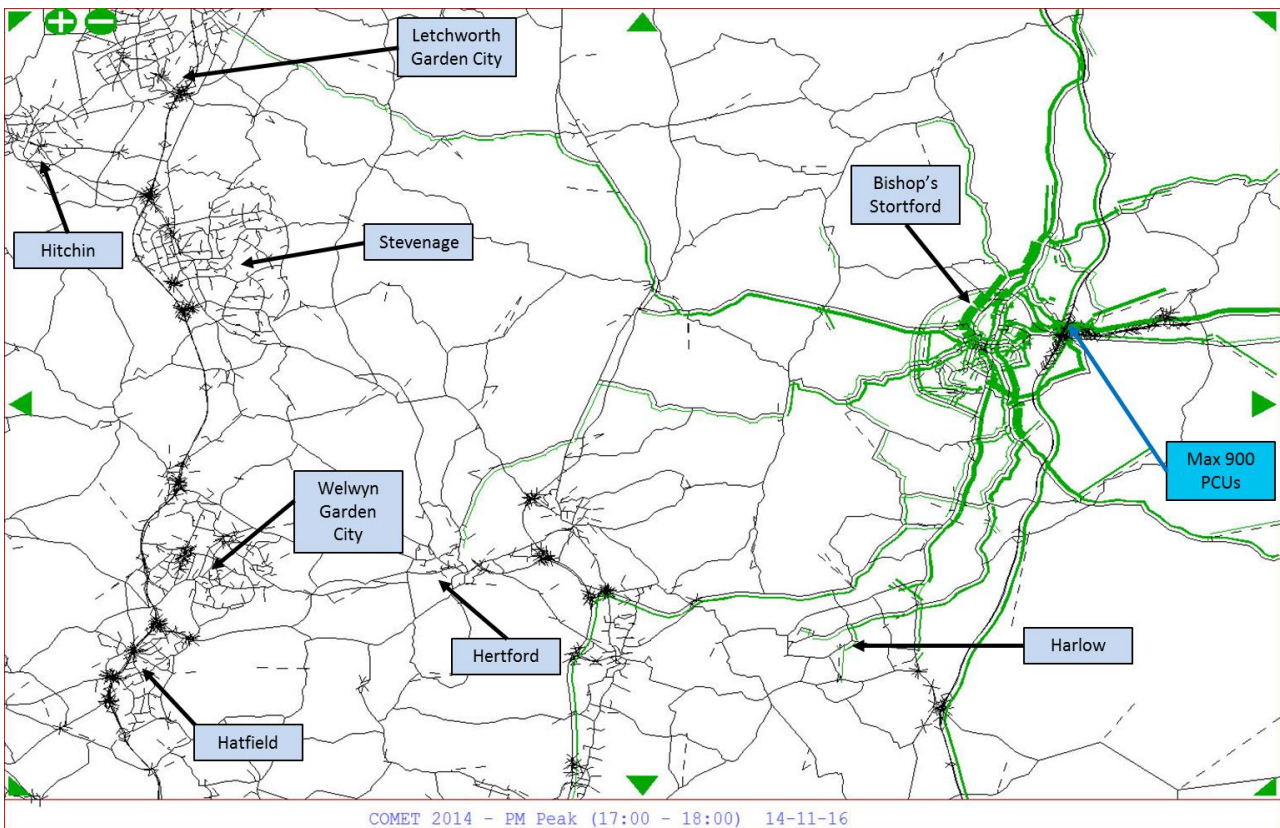 Letchworth
Garden City
Bishop's
Stortford
Hitchin
Stevenage
Max 900
PCUs
Welwyn
Garden
City
Hertford
Harlow
Hatfield
COMET 2014 - PM Peak (17:00 - 18:00) 14-11-16